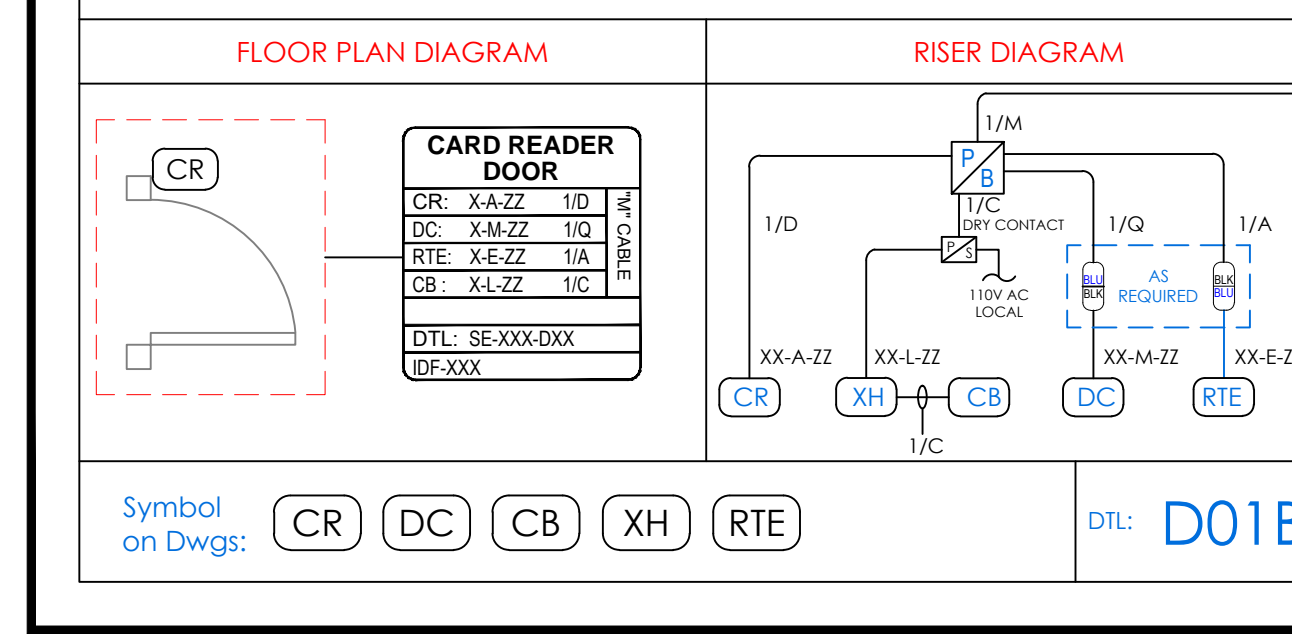 FLOOR PLAN DIAGRAM
RISER DIAGRAM
CR
CARD READER
DOOR
CR: X-A-ZZ 1/D
DC: X-M-ZZ 1/Q
RTE: X-E-ZZ 1/A
CB : X-L-ZZ 1/C
"M" CABLE
DTL: SE-XXX-DXX
IDF-XXX
1/M
P
B
1/C
DRY CONTACT
1/D
1/Q
1/A
P
S
110V AC
LOCAL
BLU
BLK
AS
REQUIRED
BLK
BLU
XX-A-ZZ
XX-L-ZZ
XX-M-ZZ
XX-E-Z
CR
XH
CB
DC
RTE
1/C
Symbol
on Dwgs:
CR
DC
CB
XH
RTE
DTL: D01B